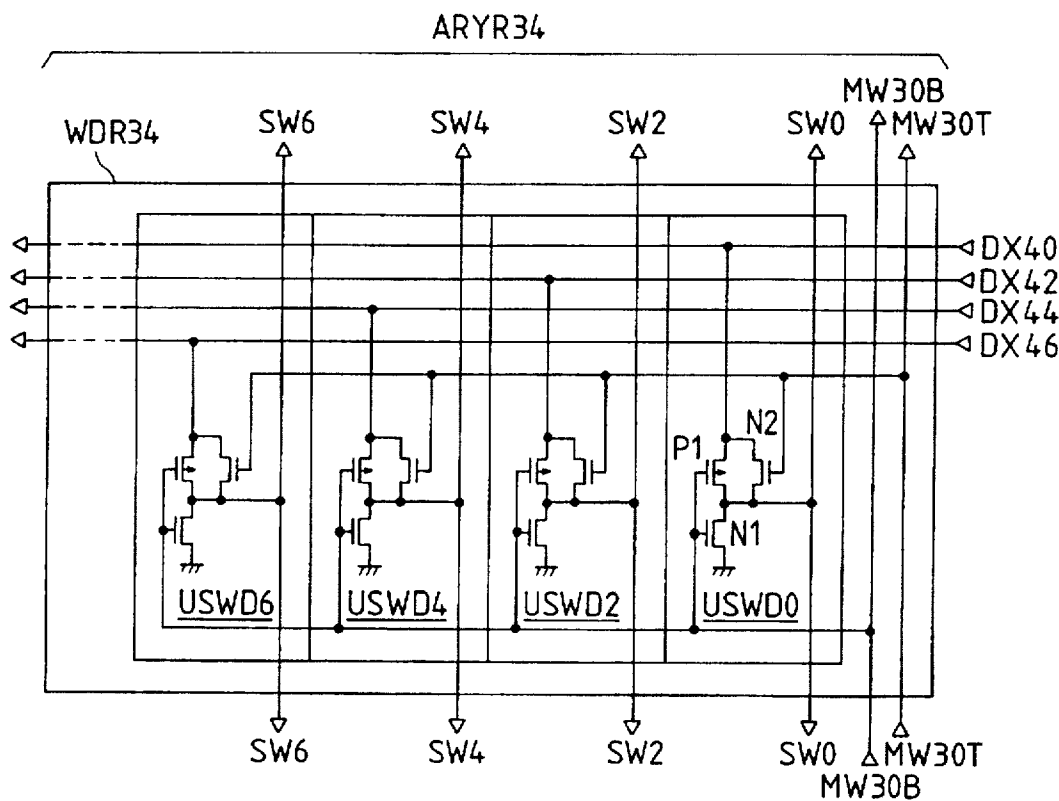 ARYR34
MW30B
WDR34 SW6 SW4 SW2 SW0 MW30T
DX40
DX42
DX44
DX46
P1 N2
N1
USWD6 USWD4 USWD2 USWD0
SW6 SW4 SW2 SW0 MW30T
MW30B